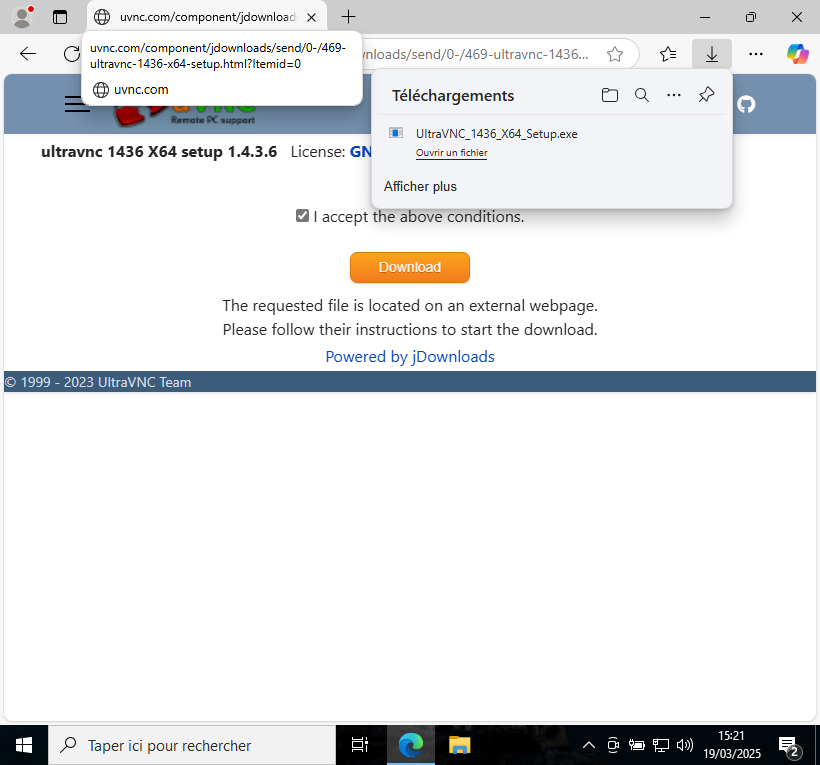 uvnc.com/component/jdownload
uvnc.com/component/jdownloads/send/0-/469-
ultravnc-1436-x64-setup.html?Itemid=0
uvnc.com
wnloads/send/0-/469-ultravnc-1436...
Téléchargements
UltraVNC_1436_X64_Setup.exe
Ouvrir un fichier
Afficher plus
Remote PC support
ultravnc 1436 X64 setup 1.4.3.6 License: GN
I accept the above conditions.
Download
The requested file is located on an external webpage.
Please follow their instructions to start the download.
Powered by jDownloads
© 1999 - 2023 UltraVNC Team
Taper ici pour rechercher
15:21
19/03/2025
2